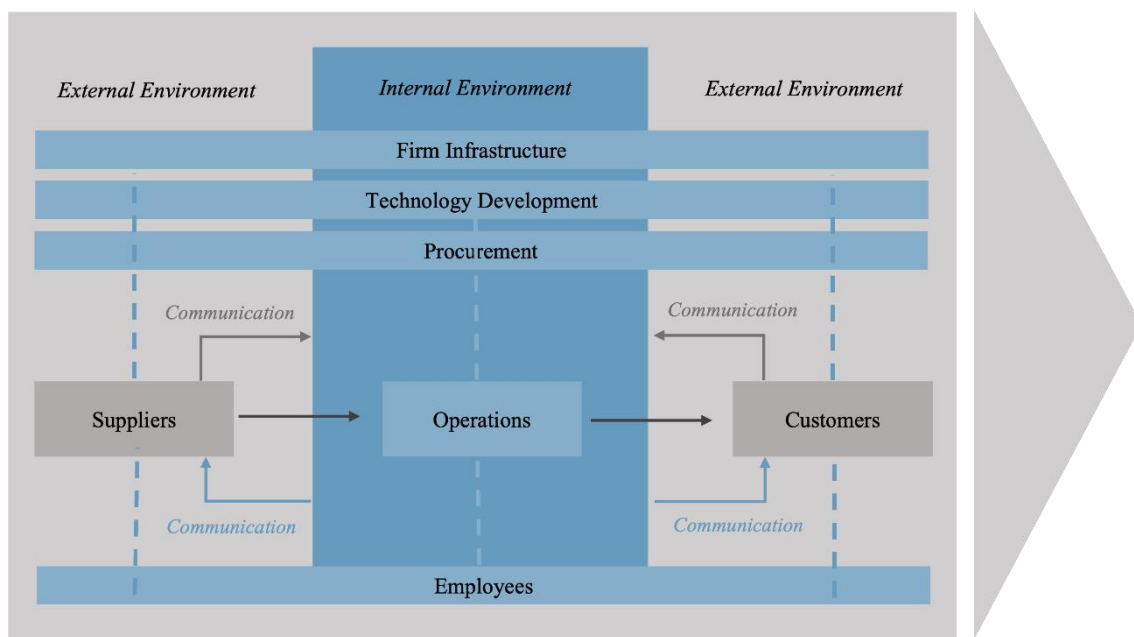 External Environment
Internal Environment
External Environment
Firm Infrastructure
Technology Development
Procurement
Communication
Communication
Suppliers
Operations
Customers
Communication
Communication
Employees